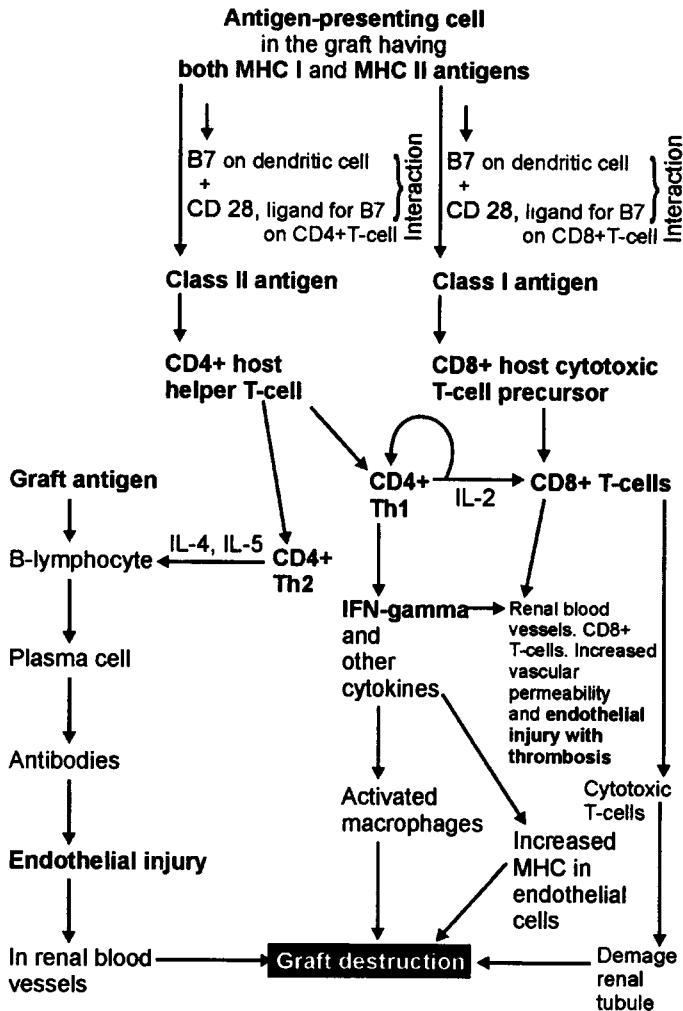 Antigen-presenting cell
in the graft having
both MHC I and MHC II antigens
B7 on dendritic cell
+
CD 28, ligand for B7
on CD4+T-cell
Interaction
B7 on dendritic cell
+
CD 28, ligand for B7
on CD8+T-cell
Interaction
Class II antigen
Class I antigen
CD4+ host
helper T-cell
CD8+ host cytotoxic
T-cell precursor
Graft antigen
CD4+
Th1
IL-2
CD8+ T-cells
B-lymphocyte
IL-4, IL-5
CD4+
Th2
IFN-gamma
and
other
cytokines
Renal blood
vessels. CD8+
T-cells. Increased
vascular
permeability
and endothelial
injury with
thrombosis
Plasma cell
Antibodies
Activated
macrophages
Cytotoxic
T-cells
Endothelial injury
Increased
MHC in
endothelial
cells
In renal blood
vessels
Graft destruction
Demage
renal
tubule